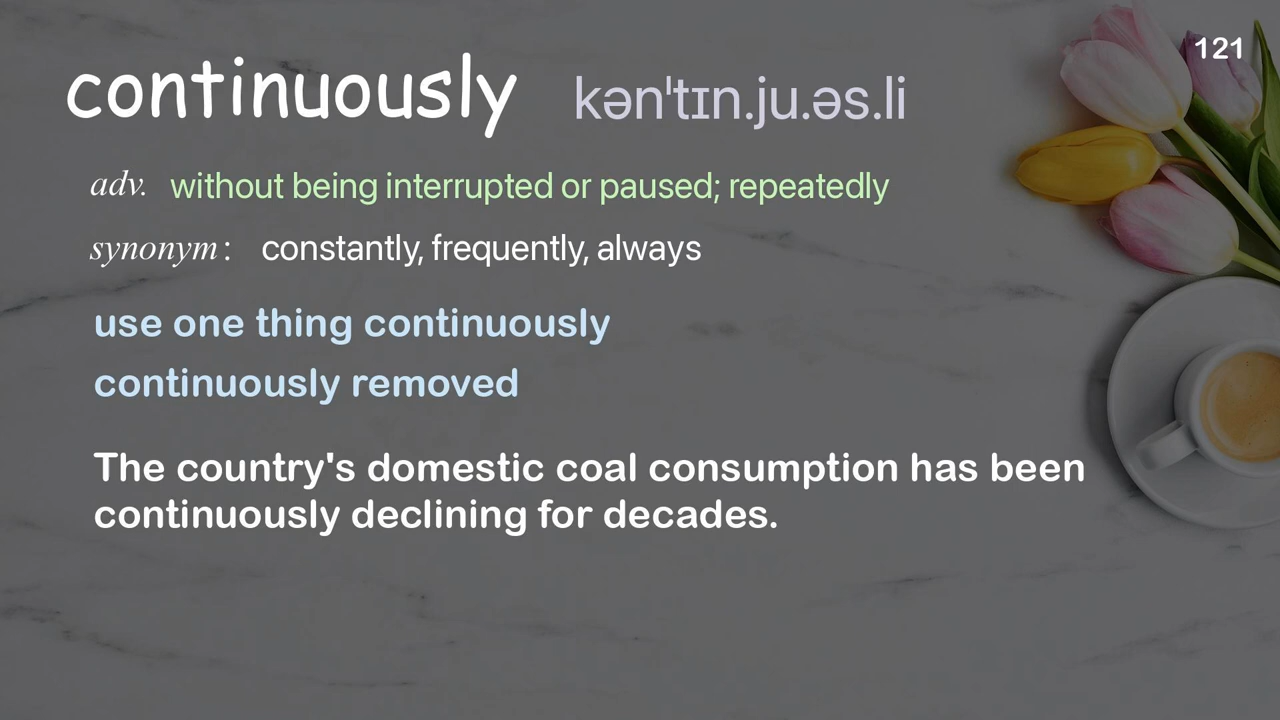 121
continuously kən'tɪn.ju.əs.li
adv. without being interrupted or paused; repeatedly
synonym: constantly, frequently, always
use one thing continuously
continuously removed
The country's domestic coal consumption has been
continuously declining for decades.